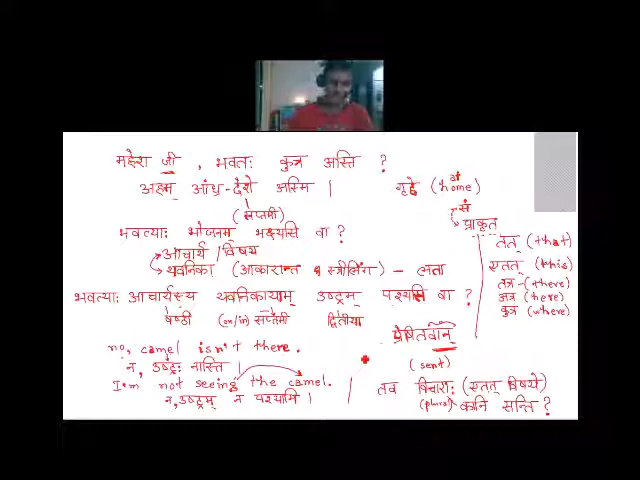 महेश जी , भवतः कुत्र अस्ति ?
अहम् आंध्र-देशे अस्मि |
गृहे (at home)
(सप्तमी)
सं
प्राकृत
भवत्याः भोजनम् भक्ष्यसि वा ?
आचार्य / विषय
यवनिका (आकारान्त स्त्रीलिंग) - लता
तत् (that)
एतत् (this)
तत्र - (there)
अत्र (here)
कुत्र (where)
भवत्याः आचार्यस्य यवनिकायाम् उष्ट्रम् पश्यसि वा ?
षष्ठी (on/in) सप्तमी द्वितीया
प्रेषितवान्
(sent)
no, camel isn't there.
न, उष्ट्रः नास्ति |
I'm not seeing the camel.
न, उष्ट्रम् न पश्यामि |
तव विचाराः (एतत् विषये)
(plural) कानि सन्ति ?